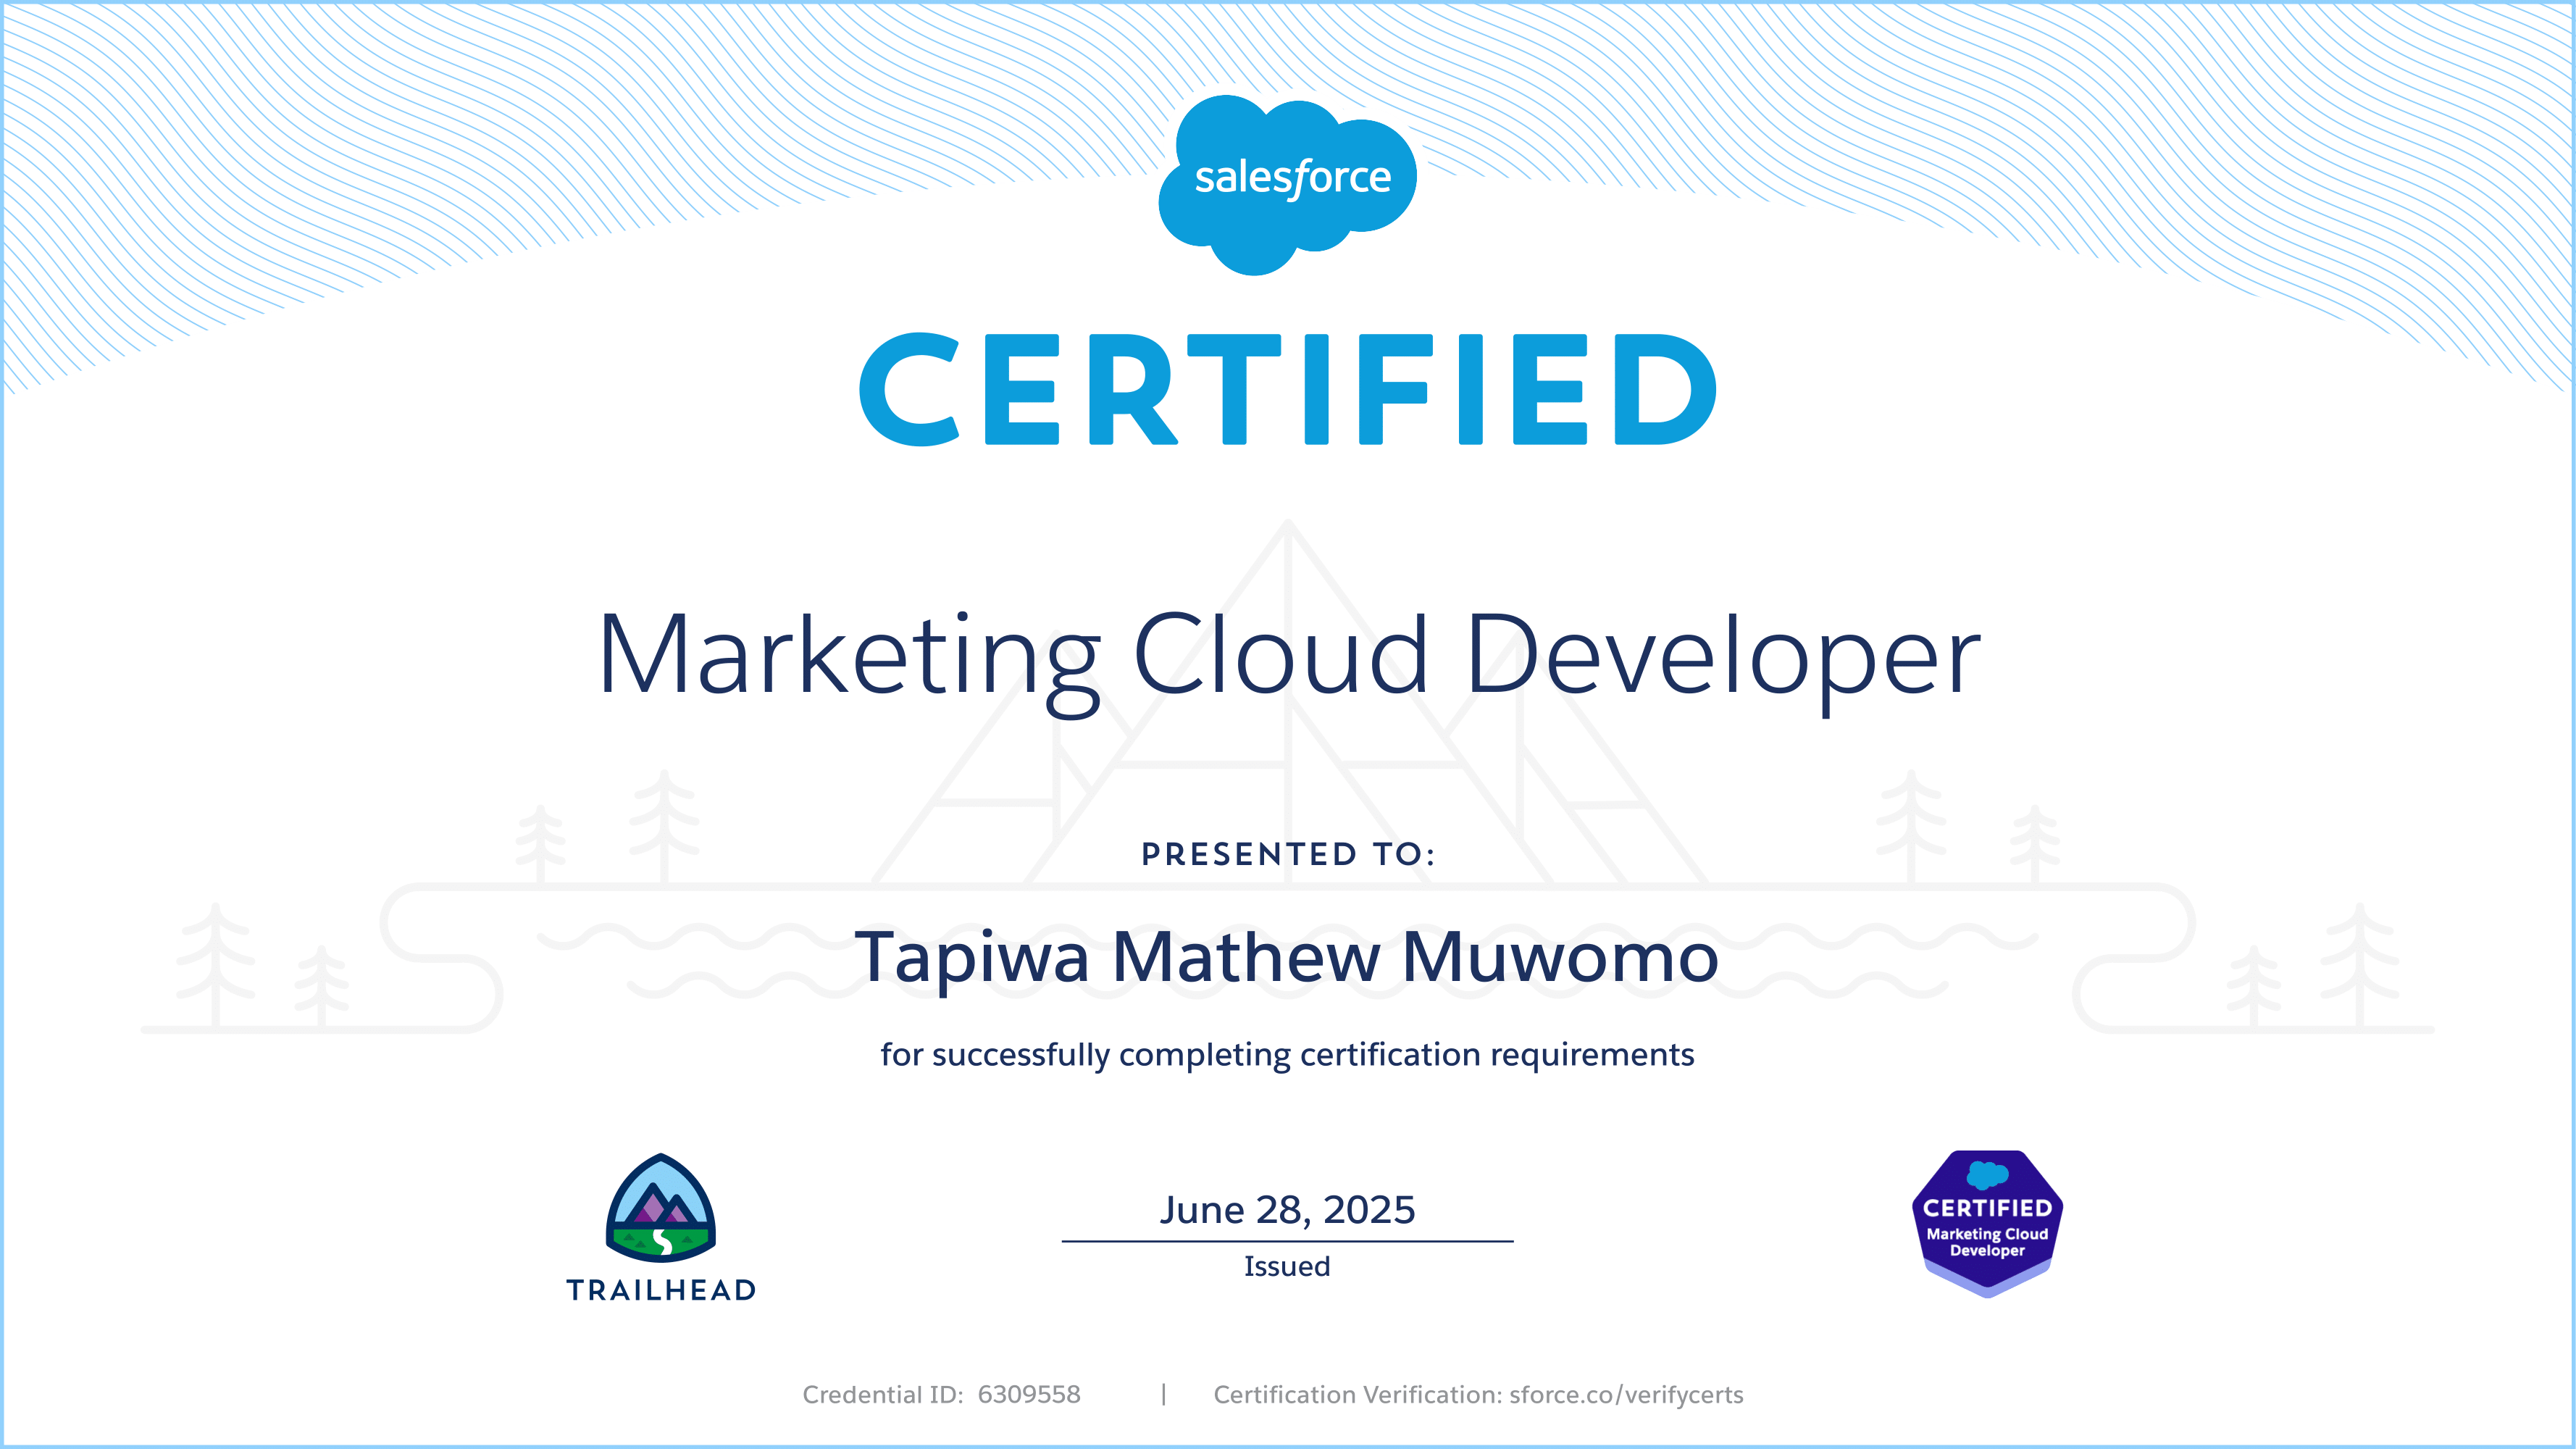 salesforce
CERTIFIED
Marketing Cloud Developer
PRESENTED TO:
Tapiwa Mathew Muwomo
for successfully completing certification requirements
TRAILHEAD
June 28, 2025
Issued
CERTIFIED
Marketing Cloud
Developer
Credential ID: 6309558 | Certification Verification: sforce.co/verifycerts